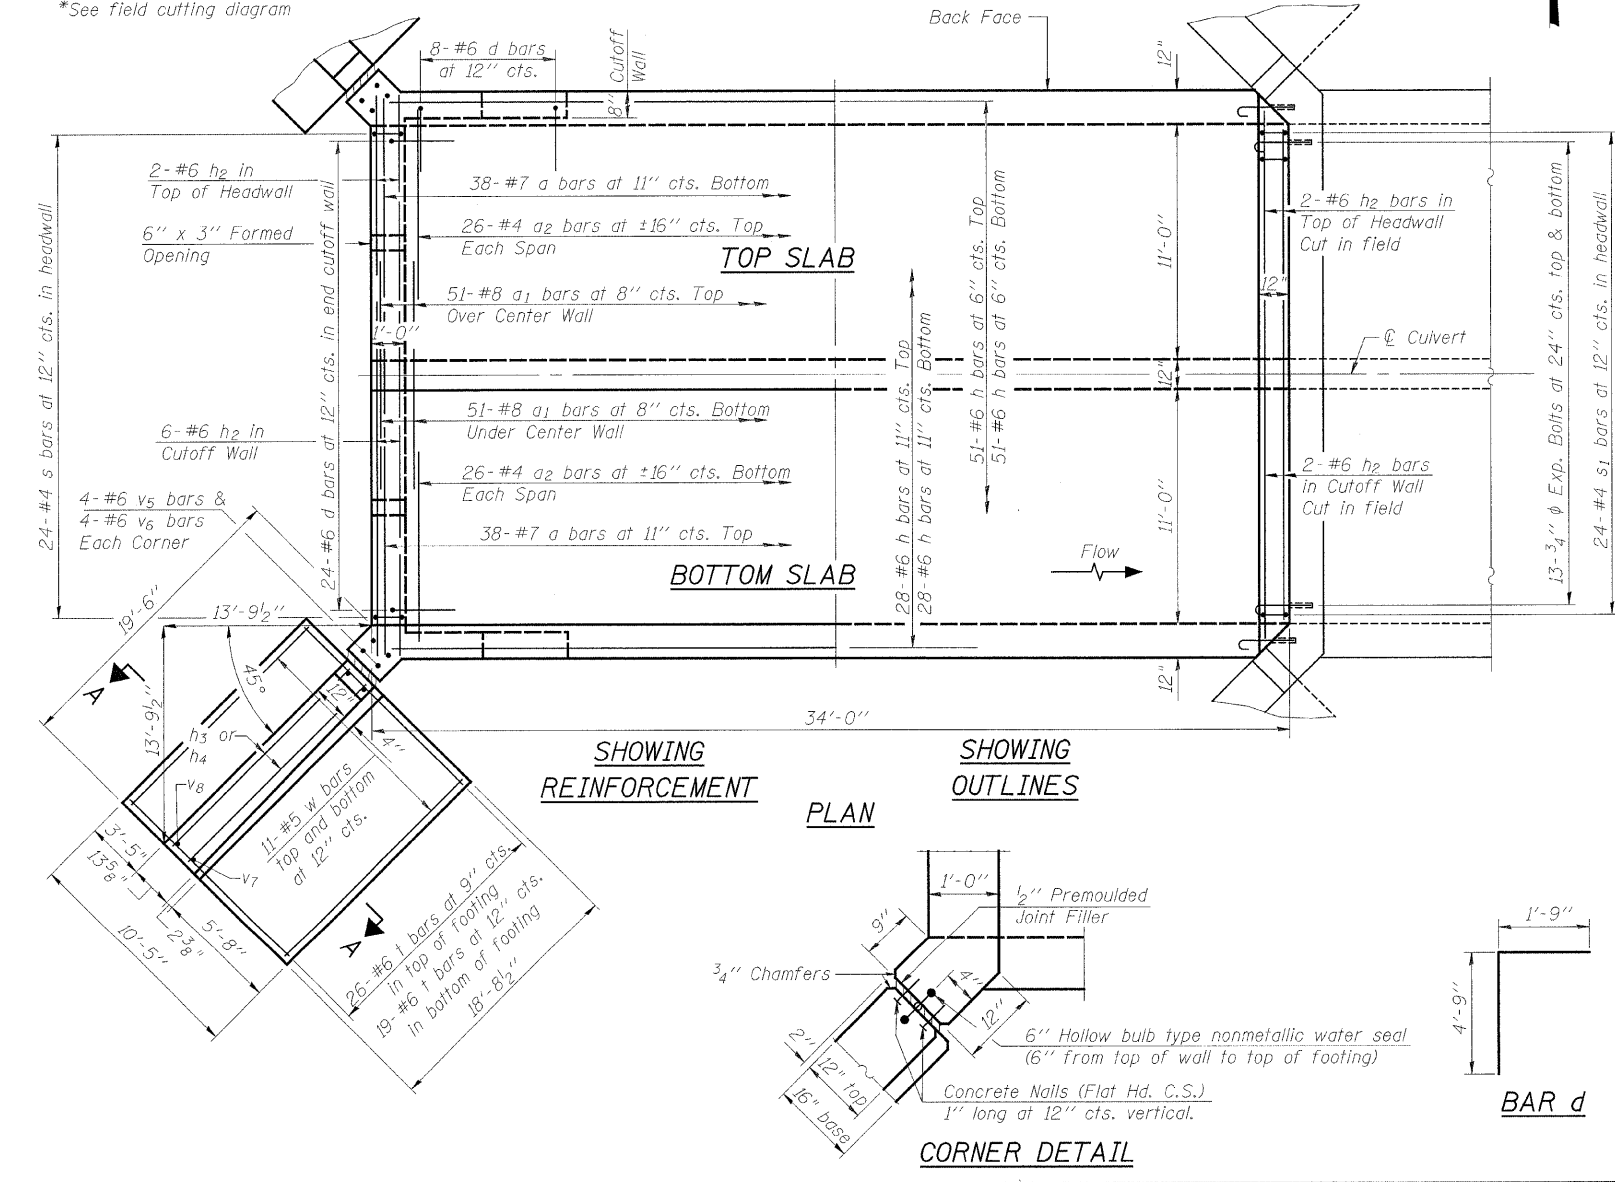 *See field cutting diagram
Back Face
12"
8-#6 d bars
at 12" cts.
8" Cutoff
Wall
2-#6 h2 in
Top of Headwall
6" x 3" Formed
Opening
24-#4 s bars at 12" cts. in headwall
24-#6 d bars at 12" cts. in end cutoff wall
38-#7 a bars at 11" cts. Bottom
26-#4 a2 bars at ±16" cts. Top
Each Span
TOP SLAB
51-#8 a1 bars at 8" cts. Top
Over Center Wall
1'-0"
51-#6 h bars at 6" cts. Top
51-#6 h bars at 6" cts. Bottom
28-#6 h bars at 11" cts. Top
28-#6 h bars at 11" cts. Bottom
11'-0"
12"
11'-0"
12"
12"
2-#6 h2 bars in
Top of Headwall
Cut in field
℄ Culvert
13-3/4" ϕ Exp. Bolts at 24" cts. top & bottom
24-#4 s1 bars at 12" cts. in headwall
6-#6 h2 in
Cutoff Wall
51-#8 a1 bars at 8" cts. Bottom
Under Center Wall
26-#4 a2 bars at ±16" cts. Bottom
Each Span
38-#7 a bars at 11" cts. Top
BOTTOM SLAB
Flow
2-#6 h2 bars
in Cutoff Wall
Cut in field
4-#6 v5 bars &
4-#6 v6 bars
Each Corner
19'-6"
13'-9½"
13'-9½"
45°
A
12"
4"
h3 or
h4
v8
v7
11-#5 w bars
top and bottom
at 12" cts.
3'-5"
13⅝"
2⅜"
5'-8"
10'-5"
A
26-#6 t bars at 9" cts.
in top of footing
19-#6 t bars at 12" cts.
in bottom of footing
18'-8½"
34'-0"
SHOWING
REINFORCEMENT
SHOWING
OUTLINES
PLAN
1'-0"
½" Premoulded
Joint Filler
9"
¾" Chamfers
4"
12"
2"
12" top
16" base
6" Hollow bulb type nonmetallic water seal
(6" from top of wall to top of footing)
Concrete Nails (Flat Hd. C.S.)
1" long at 12" cts. vertical.
CORNER DETAIL
1'-9"
4'-9"
BAR d